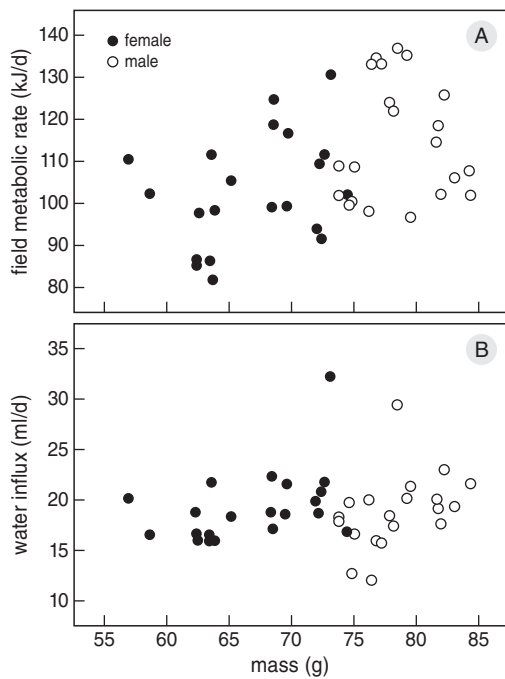 A
female
male
140
130
120
110
100
90
80
field metabolic rate (kJ/d)
B
35
30
25
20
15
10
water influx (ml/d)
55 60 65 70 75 80 85
mass (g)